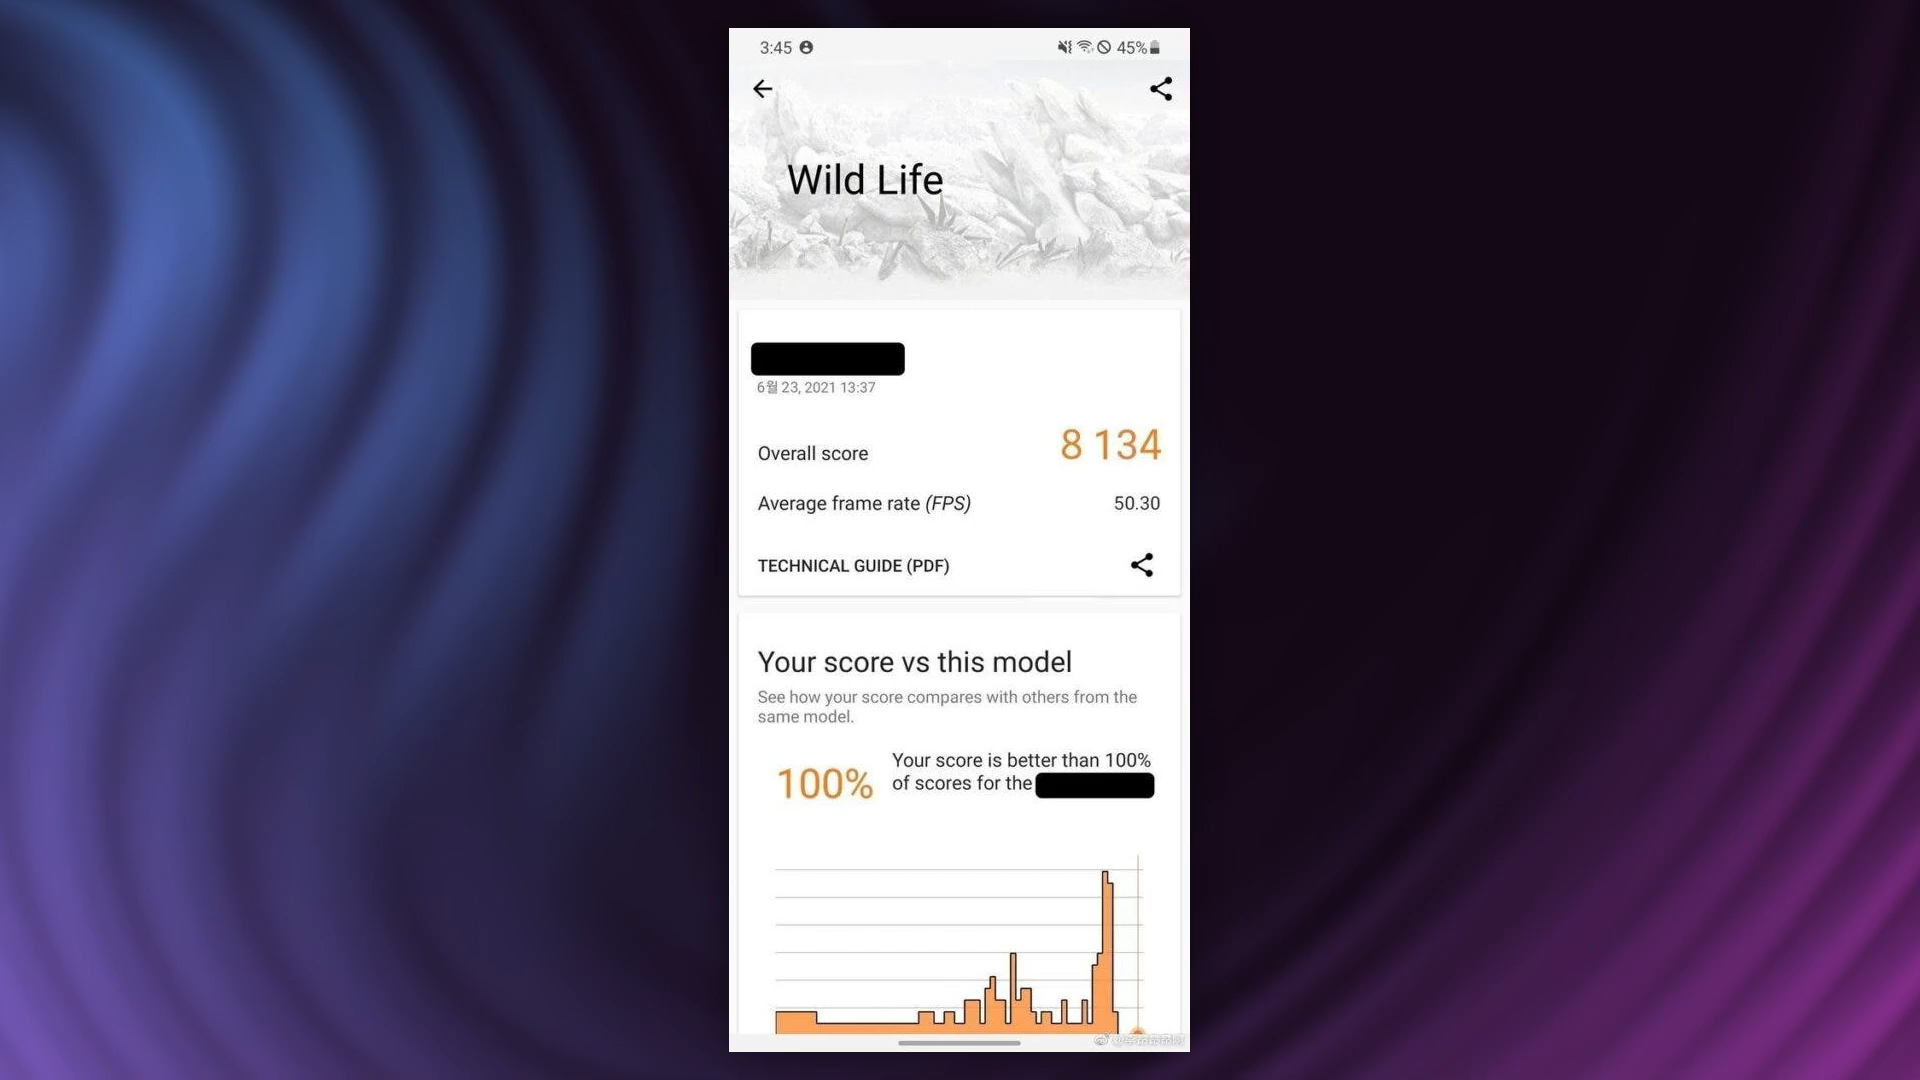 3:45 45%
Wild Life
6월 23, 2021 13:37
Overall score 8 134
Average frame rate (FPS) 50.30
TECHNICAL GUIDE (PDF)
Your score vs this model
See how your score compares with others from the
same model.
100%
Your score is better than 100%
of scores for the